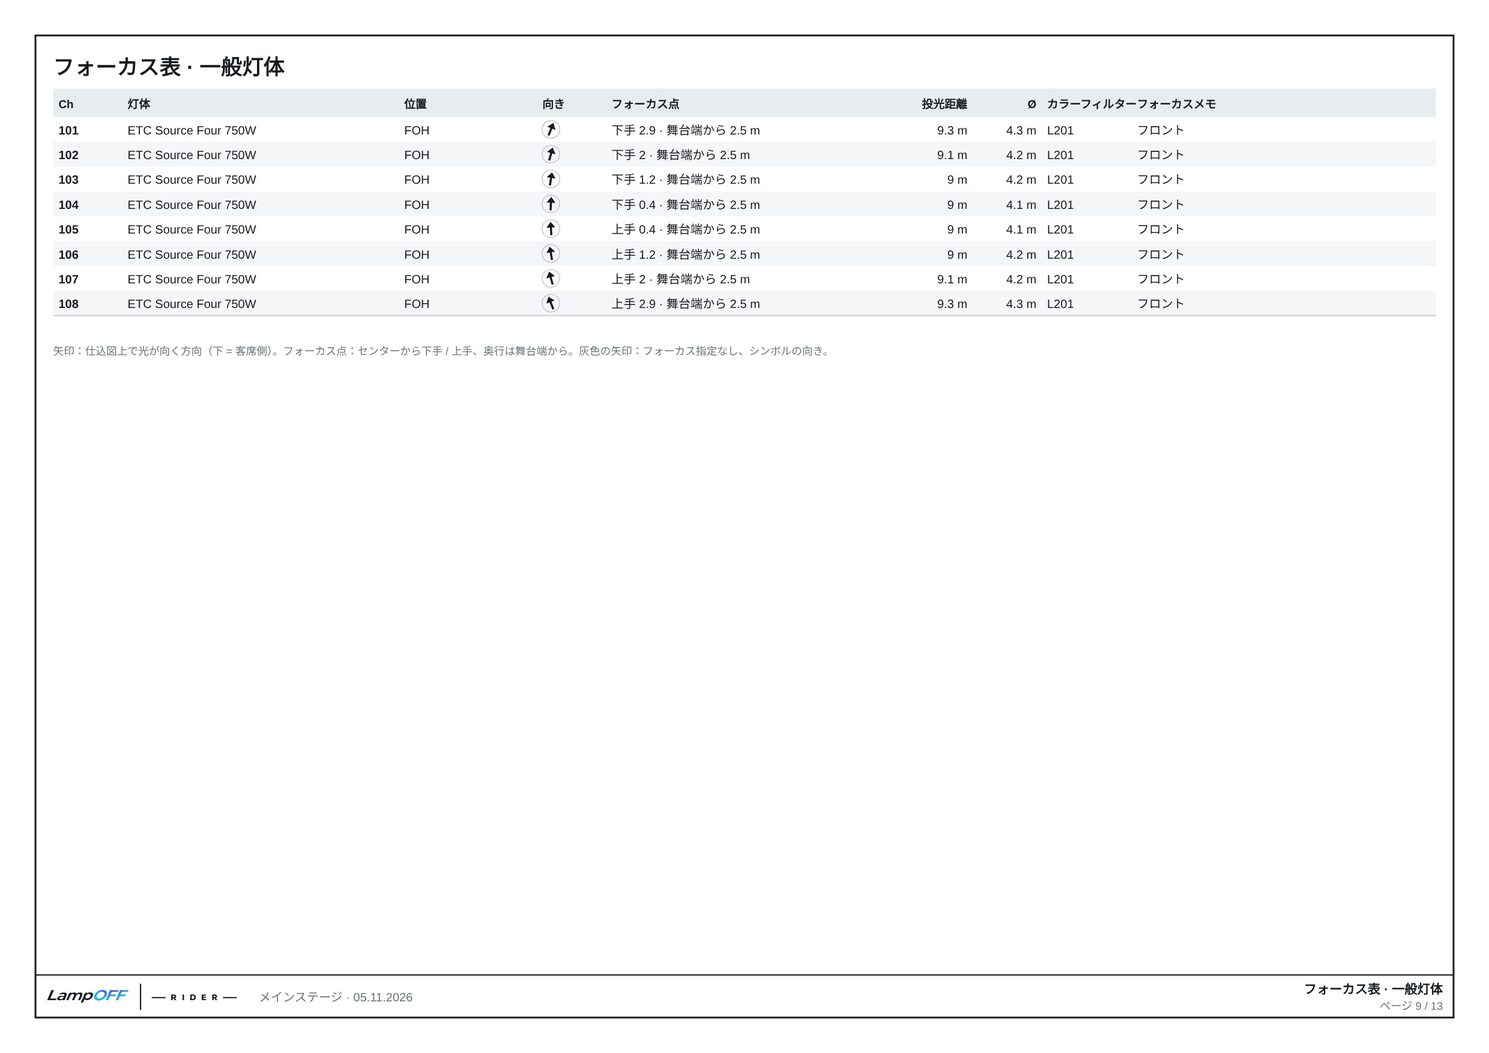 フォーカス表 · 一般灯体
Ch 灯体 位置 向き フォーカス点 投光距離 Ø カラーフィルター フォーカスメモ
101 ETC Source Four 750W FOH 下手 2.9 · 舞台端から 2.5 m 9.3 m 4.3 m L201 フロント
102 ETC Source Four 750W FOH 下手 2 · 舞台端から 2.5 m 9.1 m 4.2 m L201 フロント
103 ETC Source Four 750W FOH 下手 1.2 · 舞台端から 2.5 m 9 m 4.2 m L201 フロント
104 ETC Source Four 750W FOH 下手 0.4 · 舞台端から 2.5 m 9 m 4.1 m L201 フロント
105 ETC Source Four 750W FOH 上手 0.4 · 舞台端から 2.5 m 9 m 4.1 m L201 フロント
106 ETC Source Four 750W FOH 上手 1.2 · 舞台端から 2.5 m 9 m 4.2 m L201 フロント
107 ETC Source Four 750W FOH 上手 2 · 舞台端から 2.5 m 9.1 m 4.2 m L201 フロント
108 ETC Source Four 750W FOH 上手 2.9 · 舞台端から 2.5 m 9.3 m 4.3 m L201 フロント
矢印：仕込図上で光が向く方向（下 = 客席側）。フォーカス点：センターから下手 / 上手、奥行は舞台端から。灰色の矢印：フォーカス指定なし、シンボルの向き。
LampOFF RIDER メインステージ · 05.11.2026
フォーカス表 · 一般灯体
ページ 9 / 13